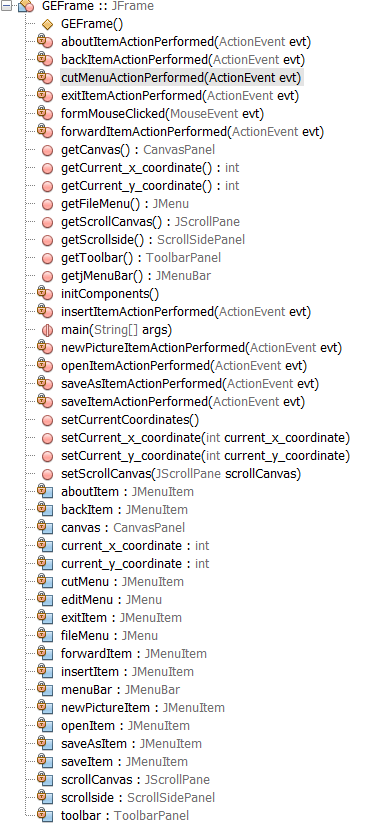 GEFrame :: JFrame
GEFrame()
aboutItemActionPerformed(ActionEvent evt)
backItemActionPerformed(ActionEvent evt)
cutMenuActionPerformed(ActionEvent evt)
exitItemActionPerformed(ActionEvent evt)
formMouseClicked(MouseEvent evt)
forwardItemActionPerformed(ActionEvent evt)
getCanvas() : CanvasPanel
getCurrent_x_coordinate() : int
getCurrent_y_coordinate() : int
getFileMenu() : JMenu
getScrollCanvas() : JScrollPane
getScrollside() : ScrollSidePanel
getToolbar() : ToolbarPanel
getjMenuBar() : JMenuBar
initComponents()
insertItemActionPerformed(ActionEvent evt)
main(String[] args)
newPictureItemActionPerformed(ActionEvent evt)
openItemActionPerformed(ActionEvent evt)
saveAsItemActionPerformed(ActionEvent evt)
saveItemActionPerformed(ActionEvent evt)
setCurrentCoordinates()
setCurrent_x_coordinate(int current_x_coordinate)
setCurrent_y_coordinate(int current_y_coordinate)
setScrollCanvas(JScrollPane scrollCanvas)
aboutItem : JMenuItem
backItem : JMenuItem
canvas : CanvasPanel
current_x_coordinate : int
current_y_coordinate : int
cutMenu : JMenuItem
editMenu : JMenu
exitItem : JMenuItem
fileMenu : JMenu
forwardItem : JMenuItem
insertItem : JMenuItem
menuBar : JMenuBar
newPictureItem : JMenuItem
openItem : JMenuItem
saveAsItem : JMenuItem
saveItem : JMenuItem
scrollCanvas : JScrollPane
scrollside : ScrollSidePanel
toolbar : ToolbarPanel